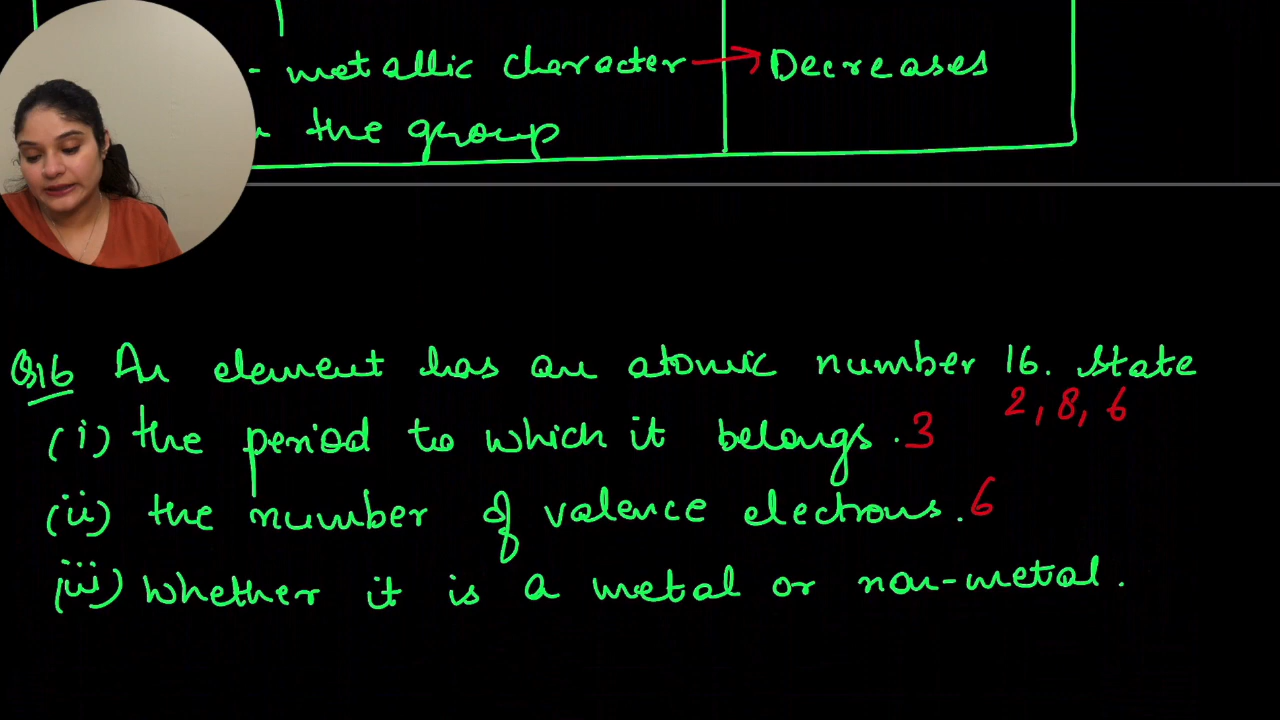 - metallic character → Decreases
the group
Q16 An element has an atomic number 16. State
2, 8, 6
(i) the period to which it belongs. 3
(ii) the number of valence electrons. 6
(iii) Whether it is a metal or non-metal.